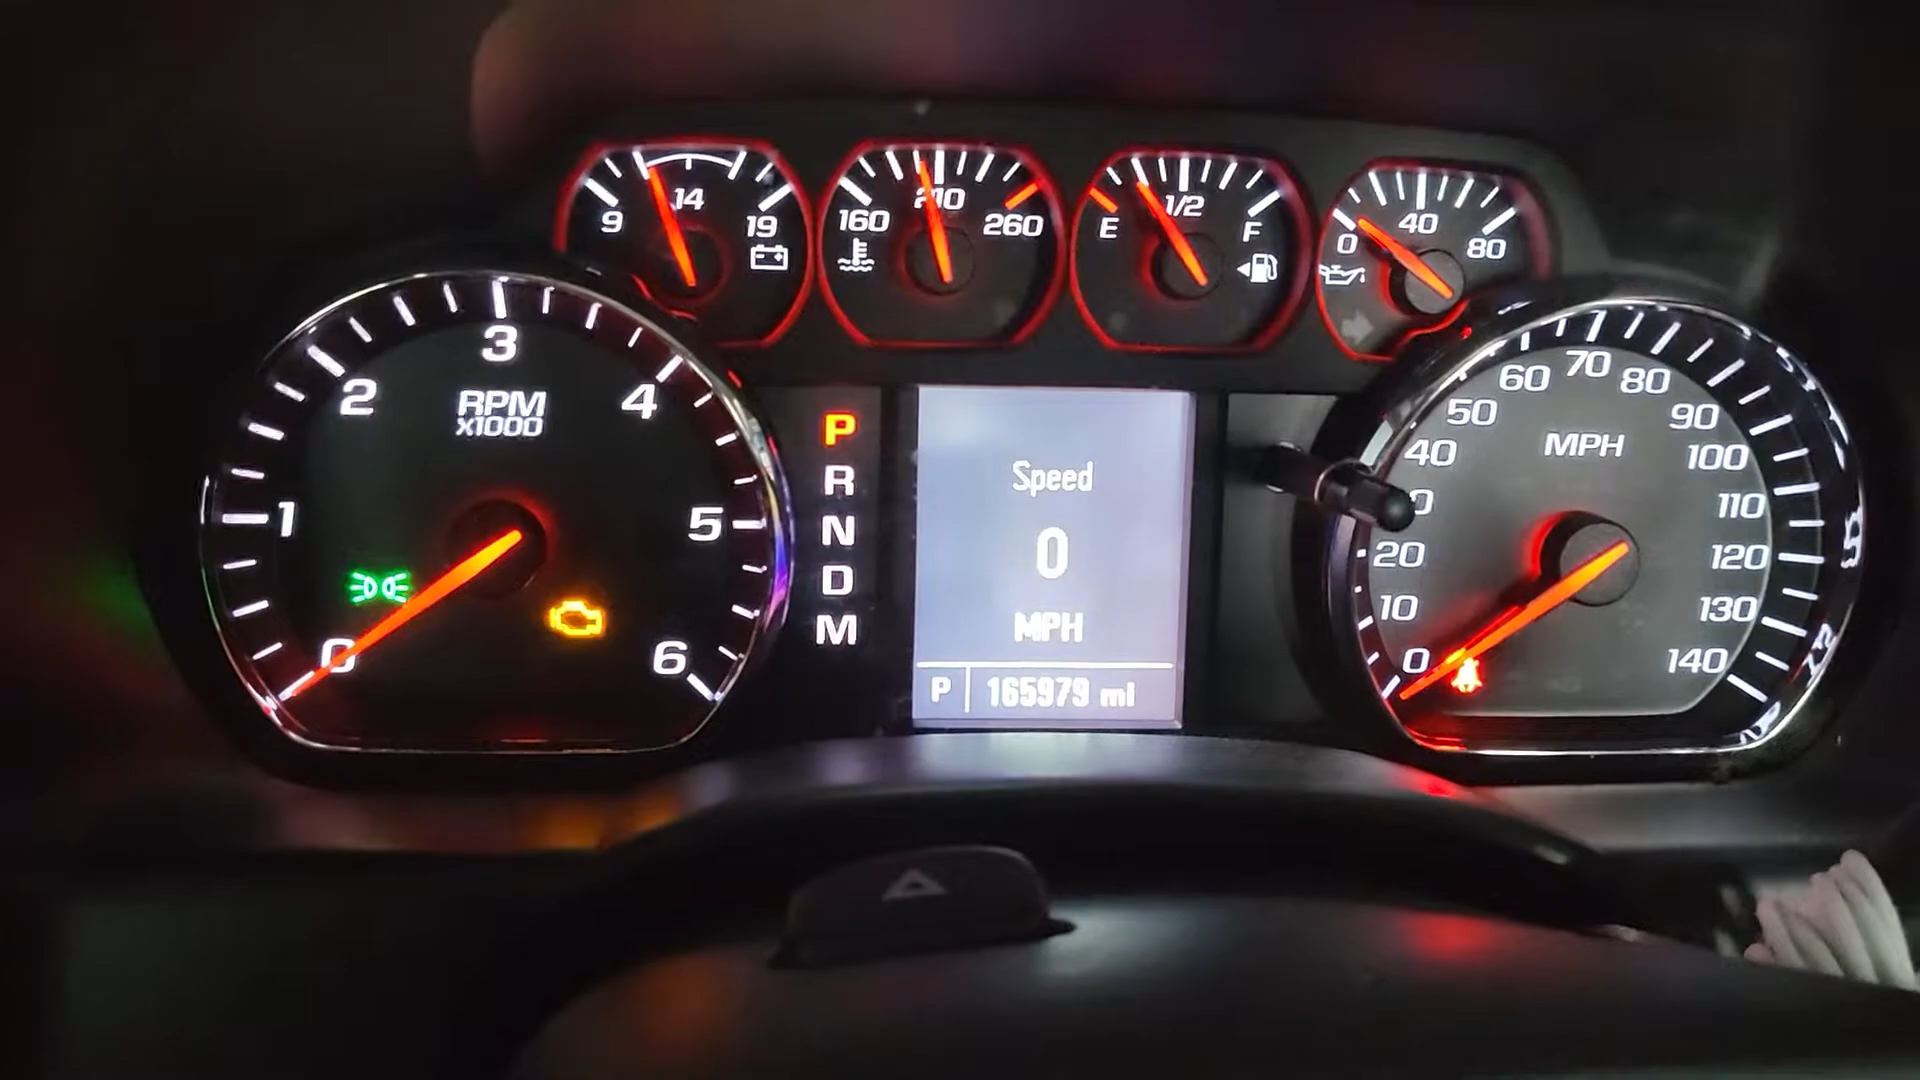 9 14 19
160 210 260
E 1/2 F
0 40 80
0 1 2 3 4 5 6
RPM
x1000
P
R
N
D
M
Speed
0
MPH
P 165979 mi
0 10 20 40 50 60 70 80 90 100 110 120 130 140
MPH